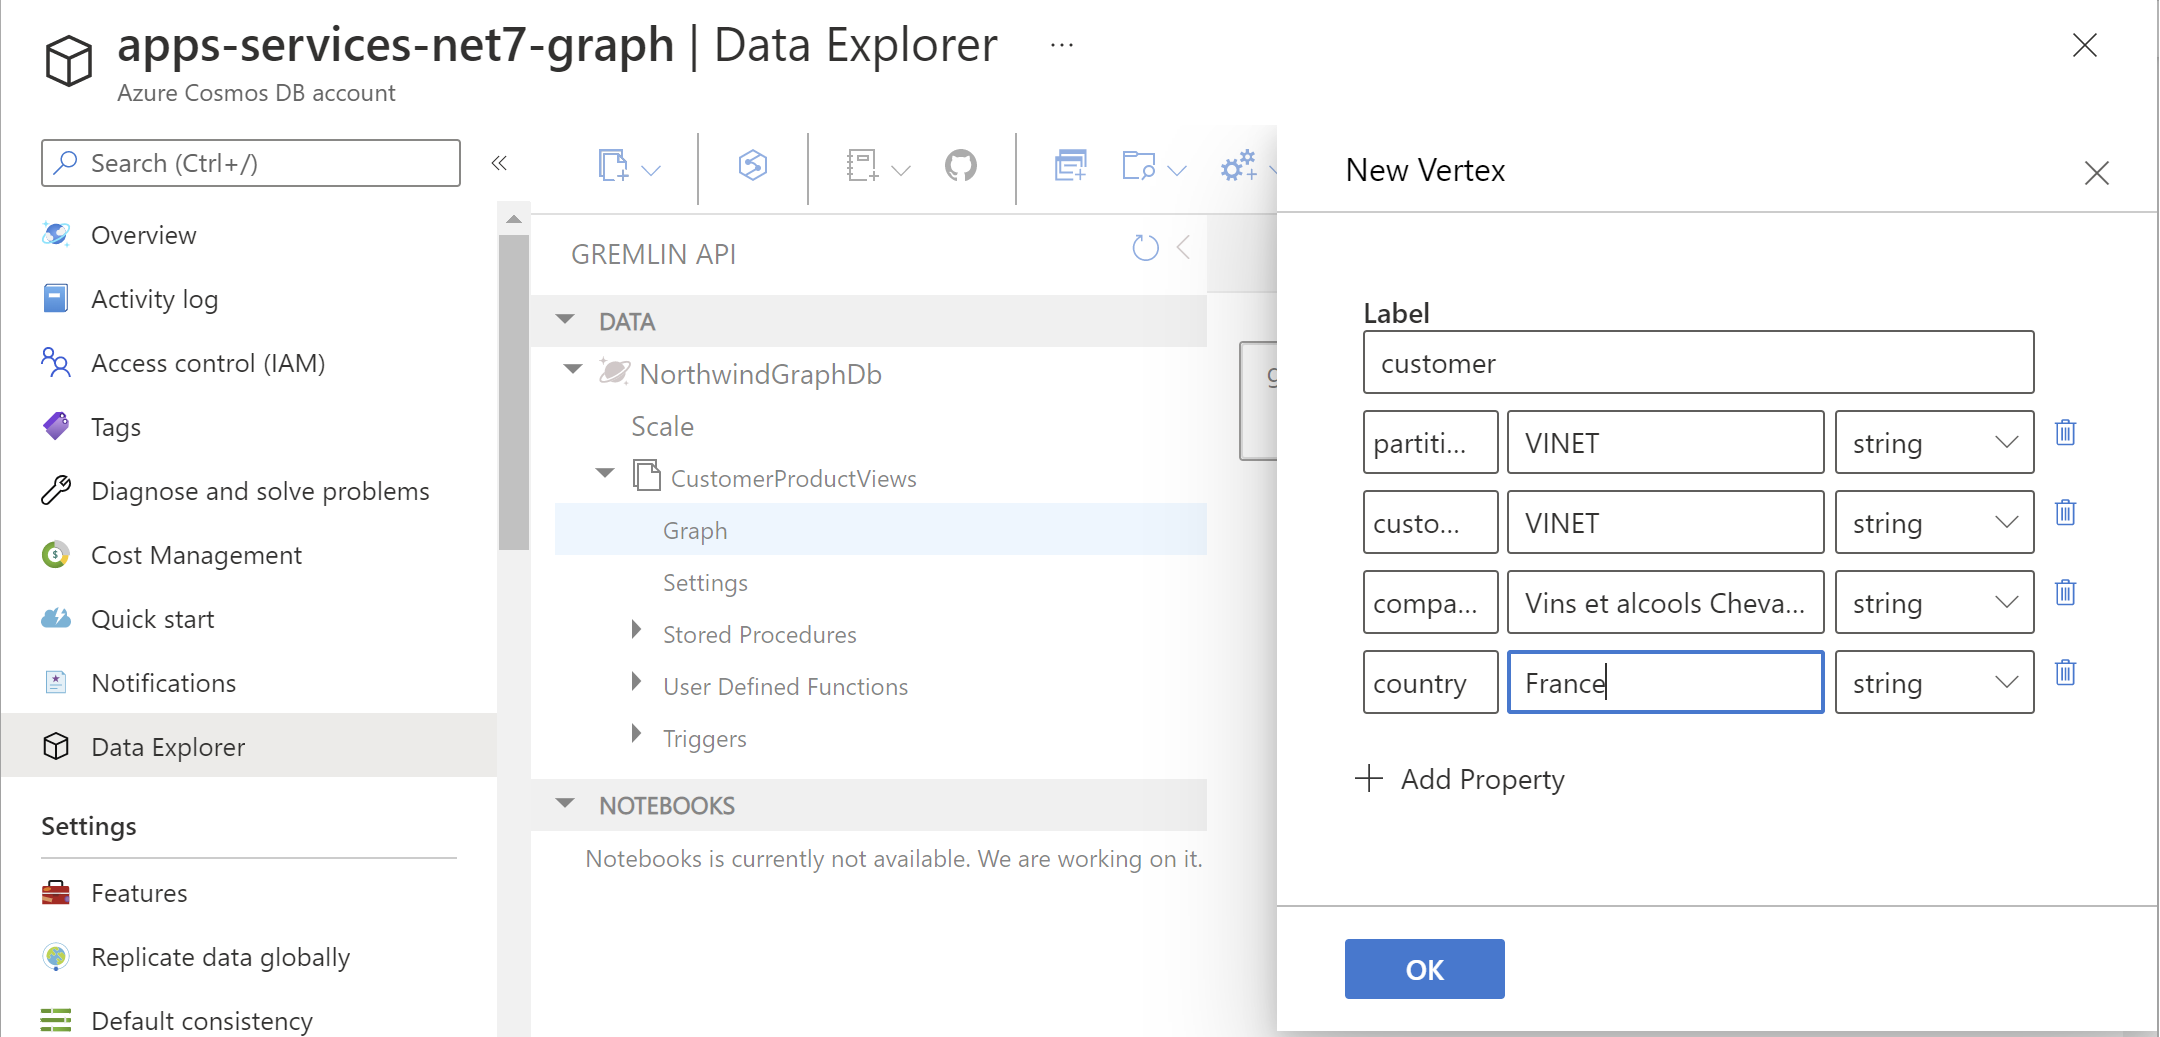 apps-services-net7-graph | Data Explorer ...
Azure Cosmos DB account
Search (Ctrl+/)
Overview
Activity log
Access control (IAM)
Tags
Diagnose and solve problems
Cost Management
Quick start
Notifications
Data Explorer
Settings
Features
Replicate data globally
Default consistency
GREMLIN API
DATA
NorthwindGraphDb
Scale
CustomerProductViews
Graph
Settings
Stored Procedures
User Defined Functions
Triggers
NOTEBOOKS
Notebooks is currently not available. We are working on it.
New Vertex
Label
customer
partiti... VINET string
custo... VINET string
compa... Vins et alcools Cheva... string
country France string
Add Property
OK